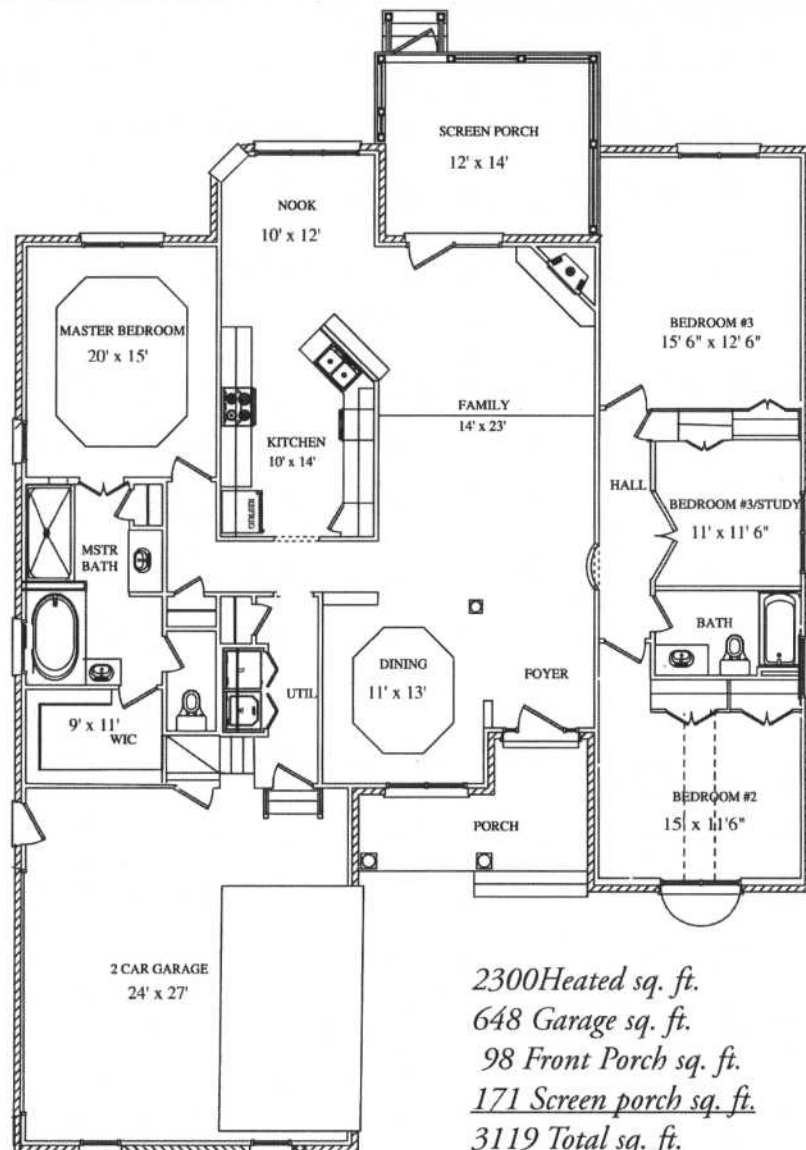 SCREEN PORCH
12' x 14'
NOOK
10' x 12'
MASTER BEDROOM
20' x 15'
BEDROOM #3
15' 6" x 12' 6"
FAMILY
14' x 23'
KITCHEN
10' x 14'
HALL
BEDROOM #3/STUDY
11' x 11' 6"
MSTR
BATH
BATH
DINING
11' x 13'
FOYER
UTIL
9' x 11'
WIC
BEDROOM #2
15' x 11'6"
PORCH
2 CAR GARAGE
24' x 27'
2300Heated sq. ft.
648 Garage sq. ft.
98 Front Porch sq. ft.
171 Screen porch sq. ft.
3119 Total sq. ft.